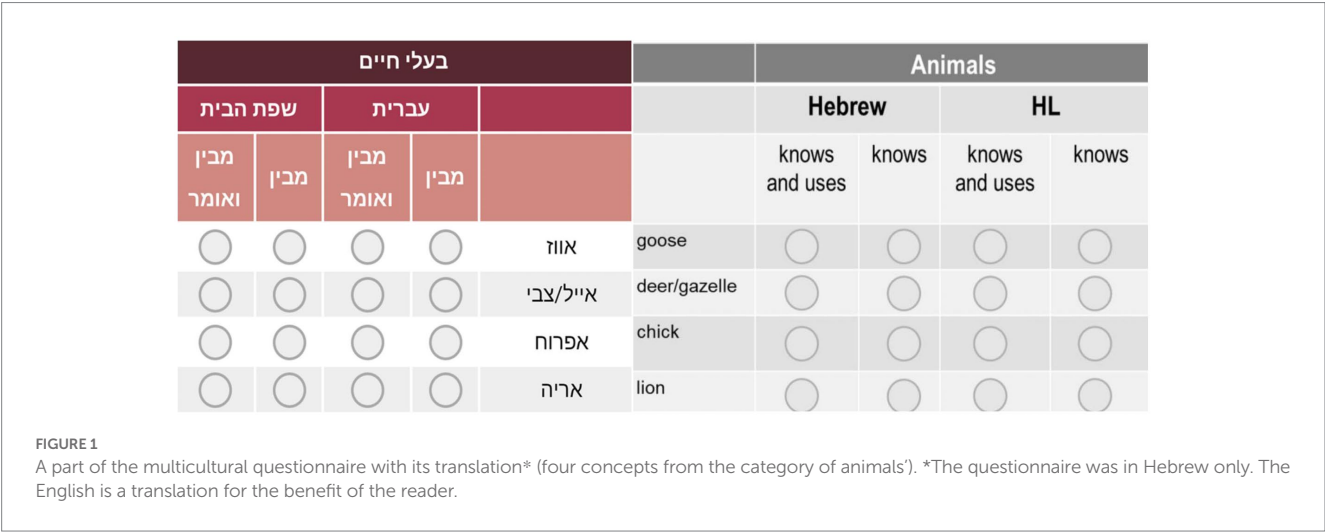 בעלי חיים
Animals
שפת הבית
עברית
Hebrew
HL
מבין ואומר
מבין
מבין ואומר
מבין
knows and uses
knows
knows and uses
knows
אווז
goose
אייל/צבי
deer/gazelle
אפרוח
chick
אריה
lion
FIGURE 1
A part of the multicultural questionnaire with its translation* (four concepts from the category of animals’). *The questionnaire was in Hebrew only. The
English is a translation for the benefit of the reader.